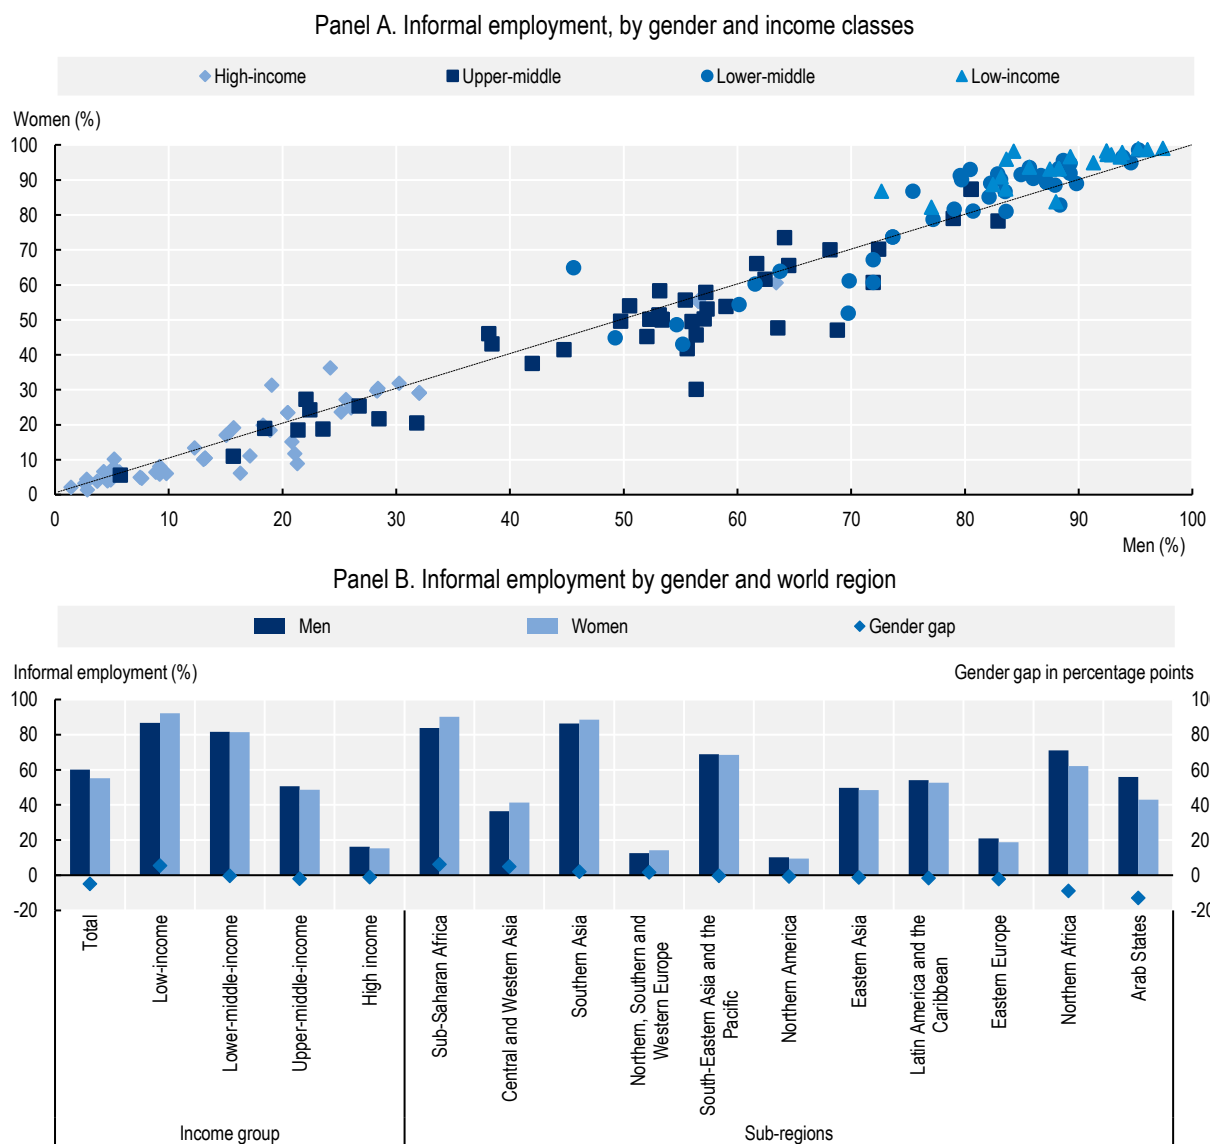 Panel A. Informal employment, by gender and income classes
High-income
Upper-middle
Lower-middle
Low-income
Women (%)
100
90
80
70
60
50
40
30
20
10
0
0 10 20 30 40 50 60 70 80 90 100
Men (%)
Panel B. Informal employment by gender and world region
Men
Women
Gender gap
Informal employment (%)
Gender gap in percentage points
100
80
60
40
20
0
-20
80
60
40
20
0
Total
Low-income
Lower-middle-income
Upper-middle-income
High income
Sub-Saharan Africa
Central and Western Asia
Southern Asia
Northern, Southern and
Western Europe
South-Eastern Asia and the
Pacific
Northern America
Eastern Asia
Latin America and the
Caribbean
Eastern Europe
Northern Africa
Arab States
Income group
Sub-regions